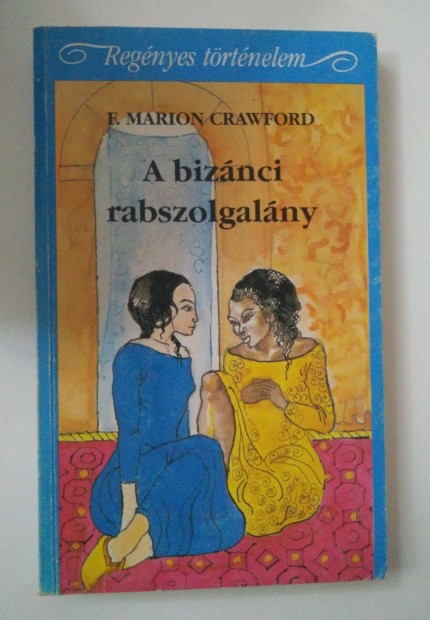 Regényes történelem
F. MARION CRAWFORD
A bizánci
rabszolgalány